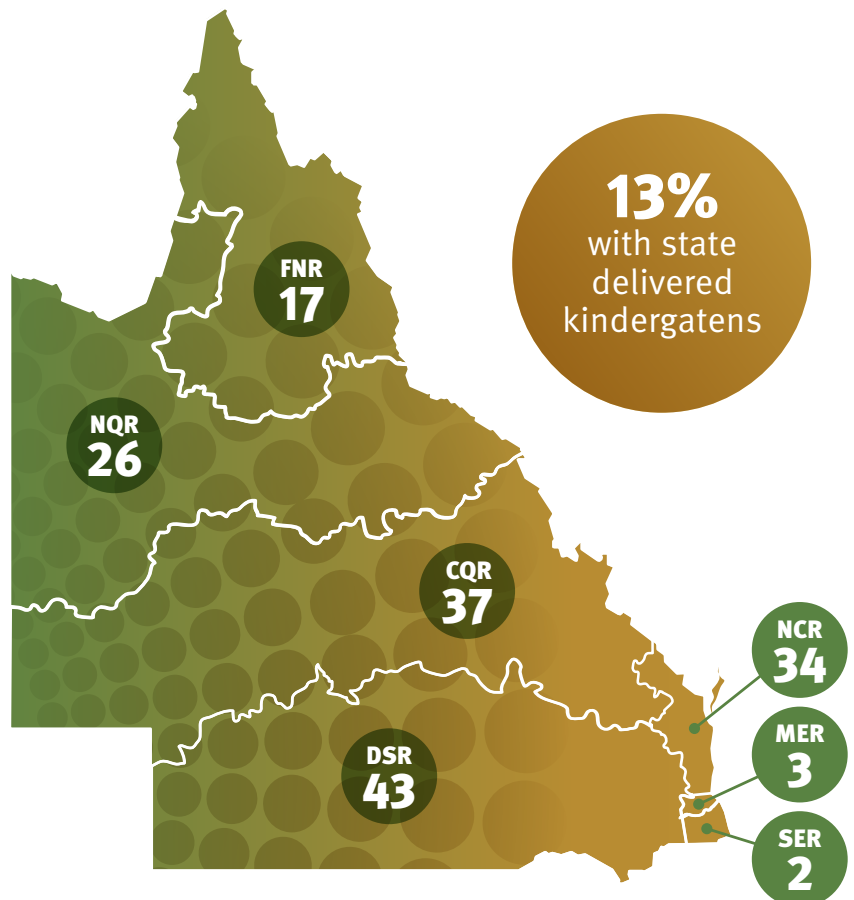 13%
with state
delivered
kindergatens
FNR
17
NQR
26
CQR
37
NCR
34
MER
3
DSR
43
SER
2